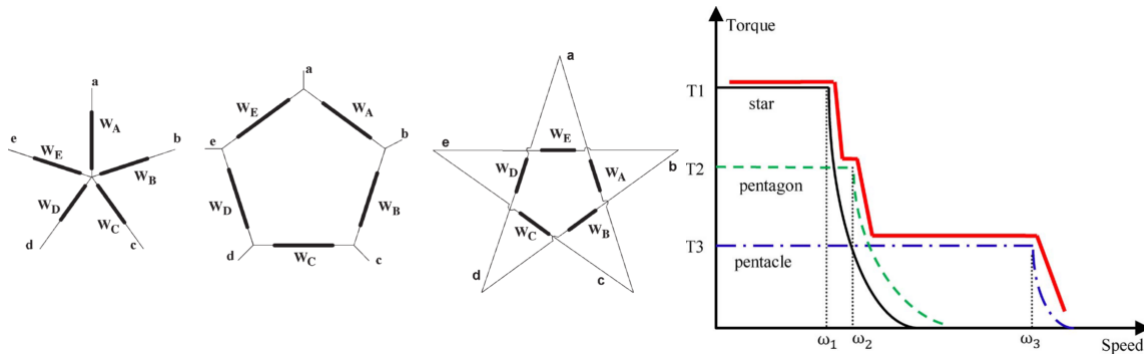 a
e
b
W_A
W_E
W_B
W_D
W_C
d
c
a
W_E
W_A
e
b
W_D
W_B
d
W_C
c
a
W_E
e
b
W_D
W_A
W_C
W_B
d
c
Torque
T1
star
T2
pentagon
T3
pentacle
ω₁ ω₂ ω₃ Speed